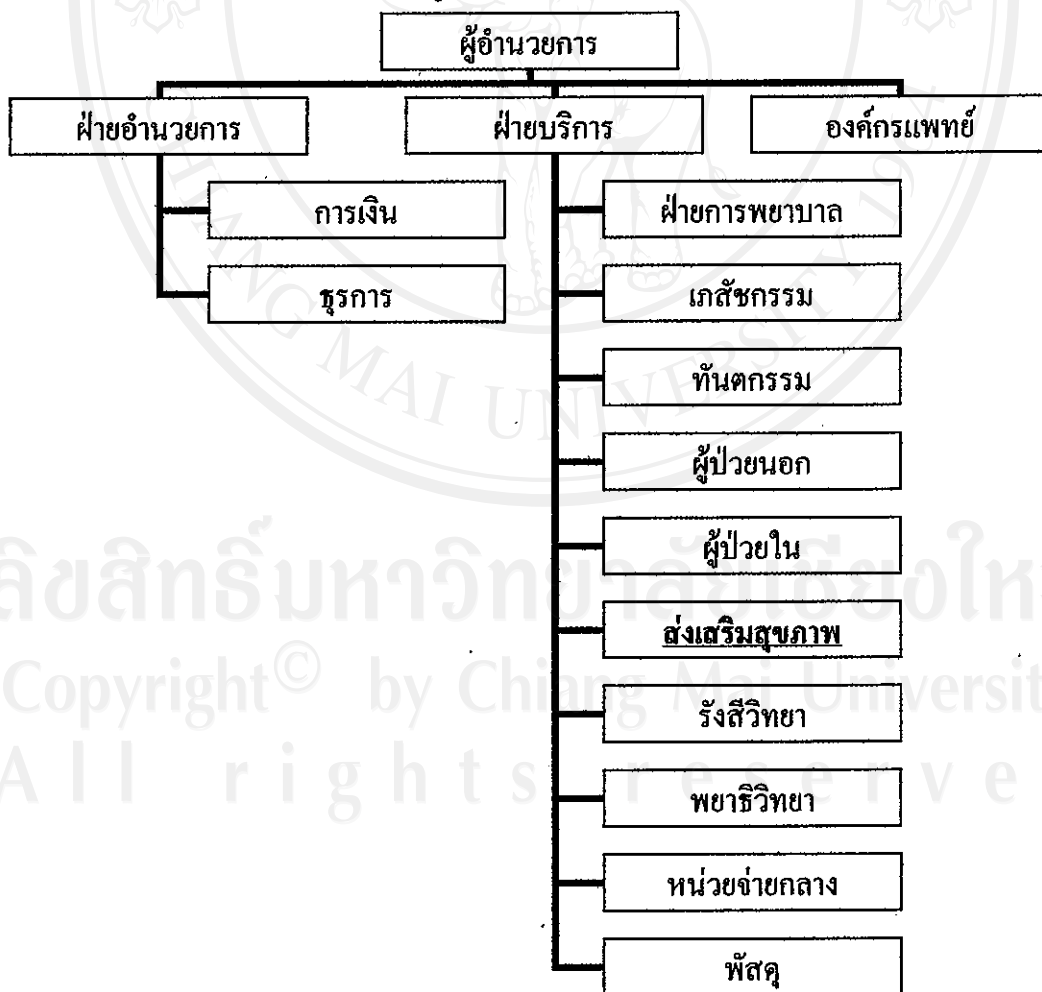 ผู้อำนวยการ
ฝ่ายอำนวยการ
ฝ่ายบริการ
องค์กรแพทย์
การเงิน
ธุรการ
ฝ่ายการพยาบาล
เภสัชกรรม
ทันตกรรม
ผู้ป่วยนอก
ผู้ป่วยใน
ส่งเสริมสุขภาพ
รังสีวิทยา
พยาธิวิทยา
หน่วยจ่ายกลาง
พัสดุ
MAI UNIVERSITY
ลิขสิทธิ์มหาวิทยาลัยเชียงให
Copyright© by Chiang Mai Universit
All rights reserve